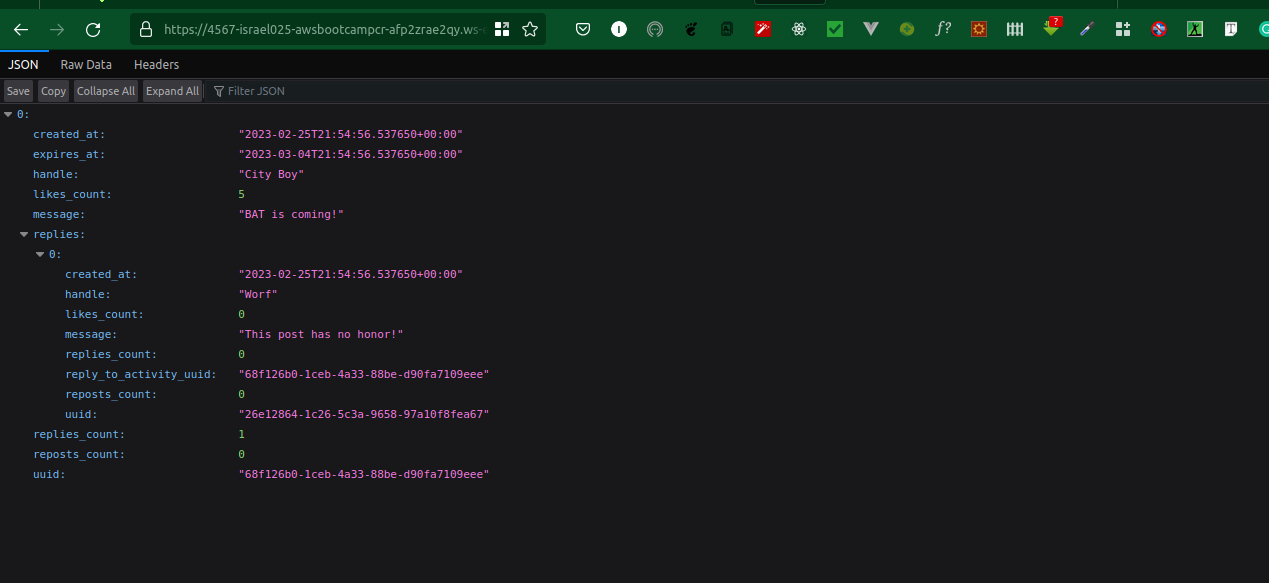 https://4567-israel025-awsbootcampcr-afp2zrae2qy.ws-
?
f?
JSON Raw Data Headers
Save Copy Collapse All Expand All Filter JSON
0:
created_at: "2023-02-25T21:54:56.537650+00:00"
expires_at: "2023-03-04T21:54:56.537650+00:00"
handle: "City Boy"
likes_count: 5
message: "BAT is coming!"
replies:
0:
created_at: "2023-02-25T21:54:56.537650+00:00"
handle: "Worf"
likes_count: 0
message: "This post has no honor!"
replies_count: 0
reply_to_activity_uuid: "68f126b0-1ceb-4a33-88be-d90fa7109eee"
reposts_count: 0
uuid: "26e12864-1c26-5c3a-9658-97a10f8fea67"
replies_count: 1
reposts_count: 0
uuid: "68f126b0-1ceb-4a33-88be-d90fa7109eee"